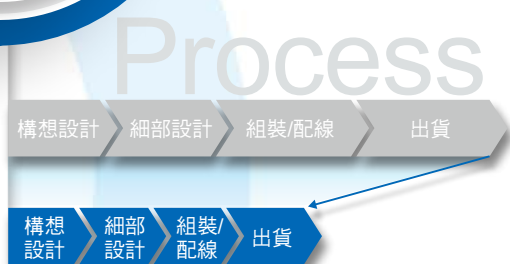 Process
構想設計 細部設計 組裝/配線 出貨
構想 細部 組裝/ 出貨
設計 設計 配線